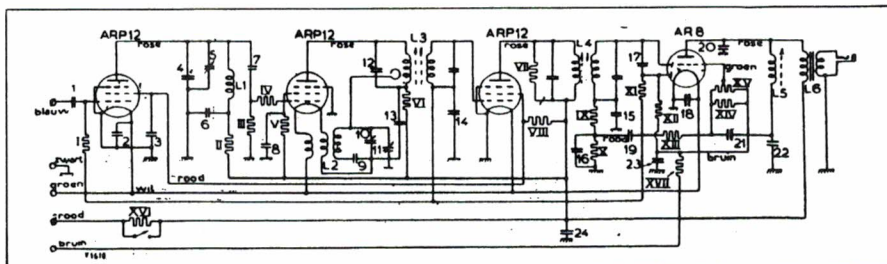 ARP12
ARP12
ARP12
AR8
rose
rose
rose
rose
L3
L4
20
groen
4
5
7
12
VII
17
1
L1
IV
VI
XI
XV
blauw
L5
L6
2
3
6
III
V
10
13
14
IX
15
XII
18
XIV
I
II
8
L2
11
VIII
rood
19
XIII
21
zwart
9
16
X
23
bruin
22
groen
wit
rood
XVII
rood
XVI
24
bruin